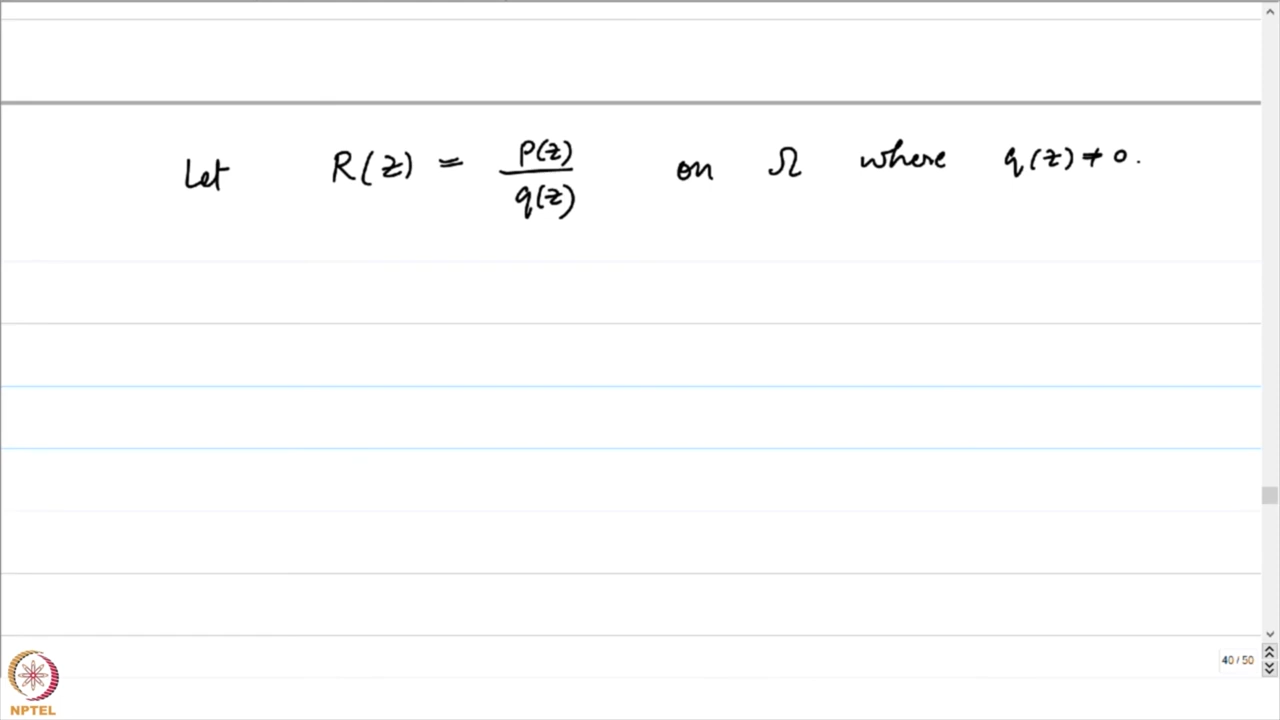 Let R(z) = p(z)/q(z) on Ω where q(z) ≠ 0.
40 / 50
NPTEL